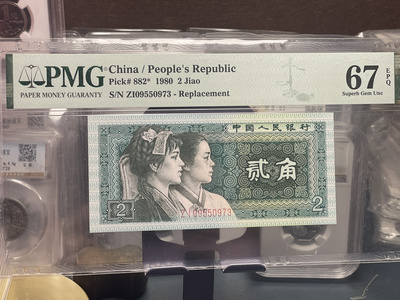 PMG
PAPER MONEY GUARANTY
China / People's Republic
Pick# 882* 1980 2 Jiao
S/N ZI09550973 - Replacement
67 EPQ
Superb Gem Unc
中国人民银行
贰角
ZI09550973
2
2